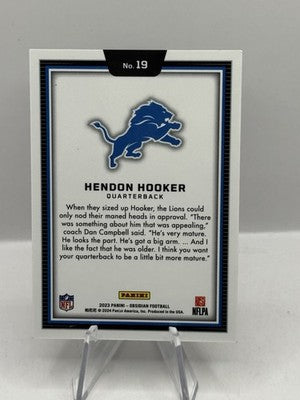 No. 19
HENDON HOOKER
QUARTERBACK
When they sized up Hooker, the Lions could
only nod their maned heads in approval. "There
was something about him that was appealing,"
coach Dan Campbell said. "He's very mature.
He looks the part. He's got a big arm. ... And I
like the fact that he's older. I think you want
your quarterback to be a little bit more mature."
NFL
PANINI
NFLPA
2023 PANINI - OBSIDIAN FOOTBALL
© 2024 Panini America, Inc. Produced in the USA.